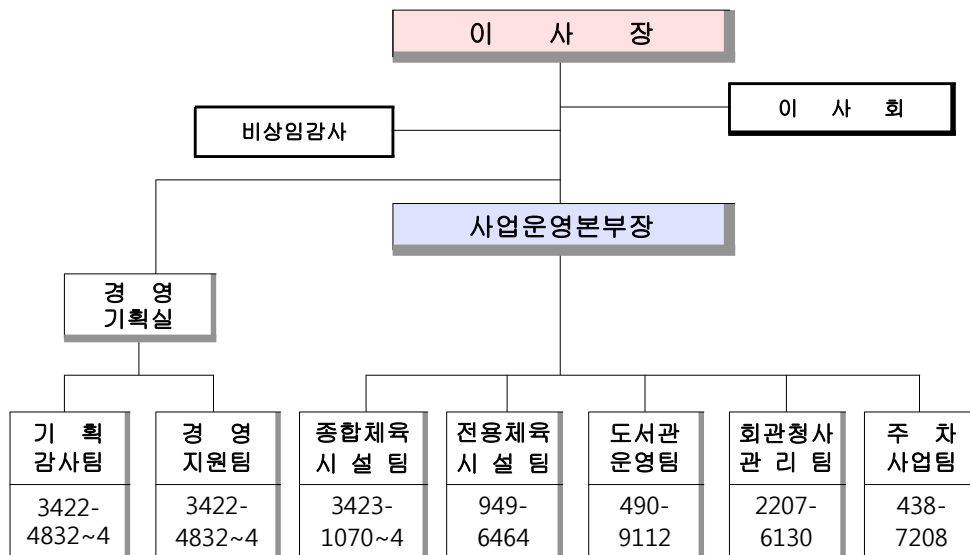 이 사 장
이 사 회
비상임감사
사업운영본부장
경 영
기획실
기 획
감사팀
3422-
4832~4
경 영
지원팀
3422-
4832~4
종합체육
시 설 팀
3423-
1070~4
전용체육
시 설 팀
949-
6464
도서관
운영팀
490-
9112
회관청사
관 리 팀
2207-
6130
주 차
사업팀
438-
7208